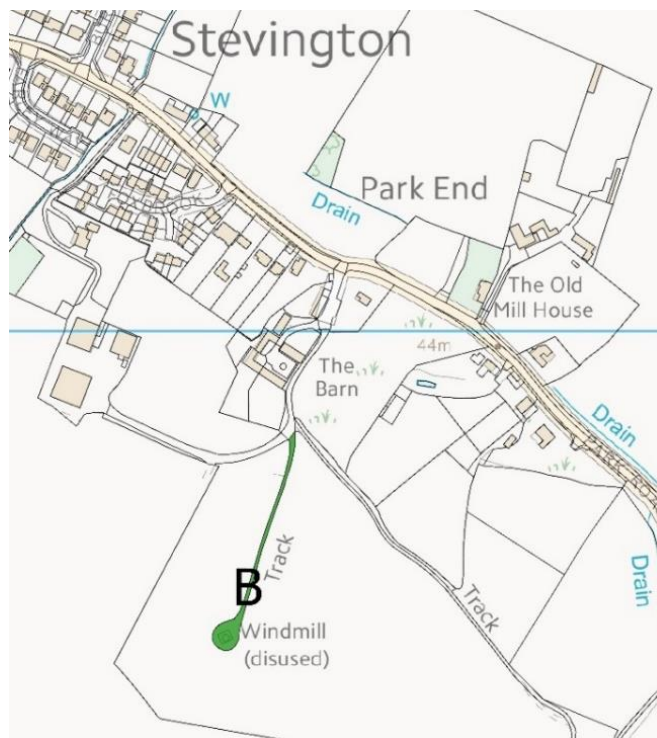 Stevington
W
Park End
Drain
The Old
Mill House
44m
The
Barn
Drain
Track
B
Track
Windmill
(disused)
Drain